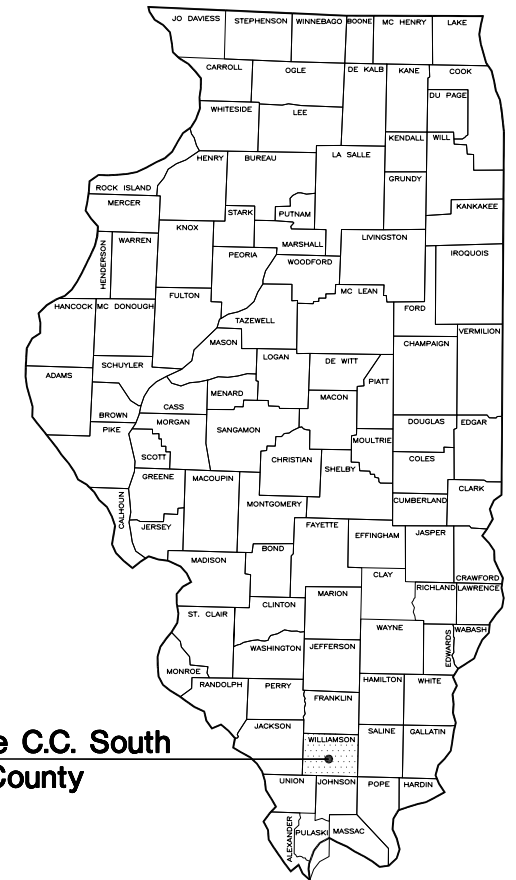 JO DAVIESS STEPHENSON WINNEBAGO BOONE MC HENRY LAKE
CARROLL OGLE DE KALB KANE COOK
DU PAGE
WHITESIDE LEE
KENDALL WILL
HENRY BUREAU LA SALLE
GRUNDY
ROCK ISLAND
MERCER
KANKAKEE
STARK PUTNAM
KNOX
HENDERSON WARREN MARSHALL LIVINGSTON
PEORIA WOODFORD IROQUOIS
FULTON MC LEAN
HANCOCK MC DONOUGH FORD
TAZEWELL
VERMILION
MASON CHAMPAIGN
LOGAN DE WITT
SCHUYLER
ADAMS PIATT
MENARD MACON
CASS
BROWN
MORGAN DOUGLAS EDGAR
PIKE SANGAMON
MOULTRIE
SCOTT CHRISTIAN COLES
SHELBY
GREENE MACOUPIN
CLARK
CUMBERLAND
CALHOUN MONTGOMERY
JERSEY FAYETTE
EFFINGHAM JASPER
BOND
MADISON
CLAY CRAWFORD
RICHLAND LAWRENCE
MARION
CLINTON
ST. CLAIR
WAYNE EDWARDS WABASH
WASHINGTON JEFFERSON
MONROE
RANDOLPH PERRY HAMILTON WHITE
FRANKLIN
JACKSON
SALINE GALLATIN
WILLIAMSON
e C.C. South
County
UNION JOHNSON POPE HARDIN
ALEXANDER PULASKI MASSAC